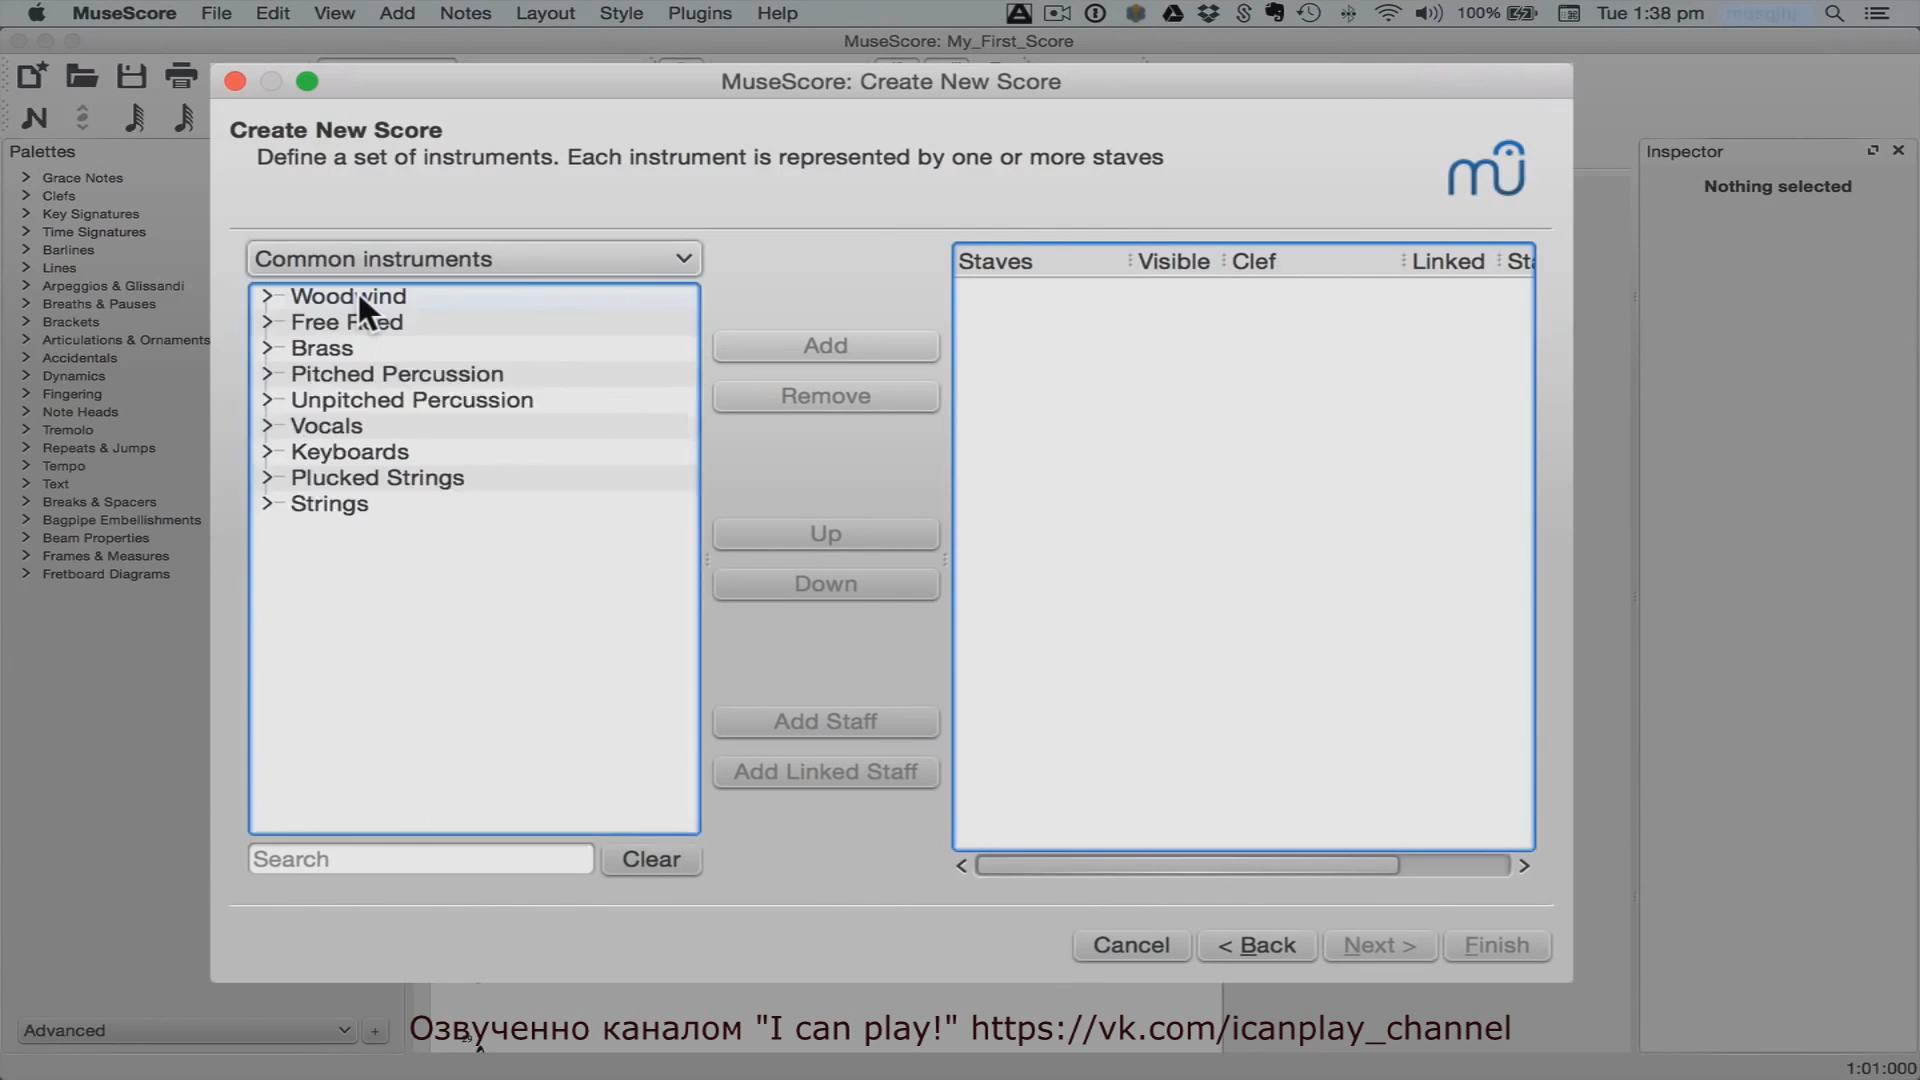 MuseScore File Edit View Add Notes Layout Style Plugins Help 100% Tue 1:38 pm
MuseScore: My_First_Score
MuseScore: Create New Score
Create New Score
Define a set of instruments. Each instrument is represented by one or more staves
mu
Palettes
Grace Notes
Clefs
Key Signatures
Time Signatures
Barlines
Lines
Arpeggios & Glissandi
Breaths & Pauses
Brackets
Articulations & Ornaments
Accidentals
Dynamics
Fingering
Note Heads
Tremolo
Repeats & Jumps
Tempo
Text
Breaks & Spacers
Bagpipe Embellishments
Beam Properties
Frames & Measures
Fretboard Diagrams
Advanced
+
Common instruments
Woodwind
Free Reed
Brass
Pitched Percussion
Unpitched Percussion
Vocals
Keyboards
Plucked Strings
Strings
Search
Clear
Add
Remove
Up
Down
Add Staff
Add Linked Staff
Staves Visible Clef Linked Sta
Cancel
< Back
Next >
Finish
Inspector
Nothing selected
Озвученно каналом "I can play!" https://vk.com/icanplay_channel
1:01:000